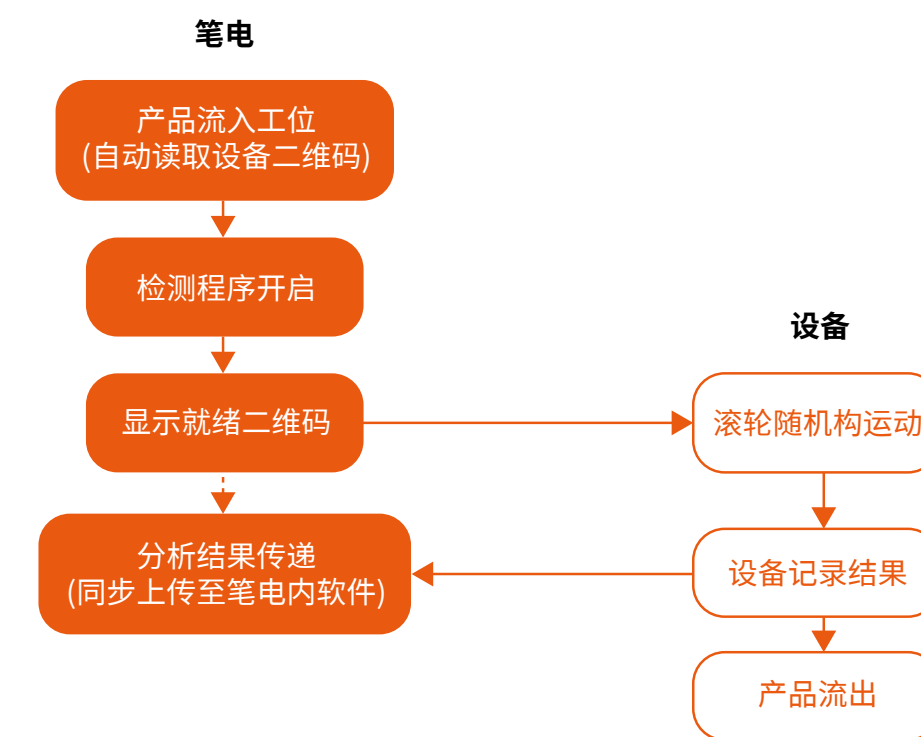 笔电
产品流入工位
(自动读取设备二维码)
检测程序开启
显示就绪二维码
分析结果传递
(同步上传至笔电内软件)
设备
滚轮随机构运动
设备记录结果
产品流出